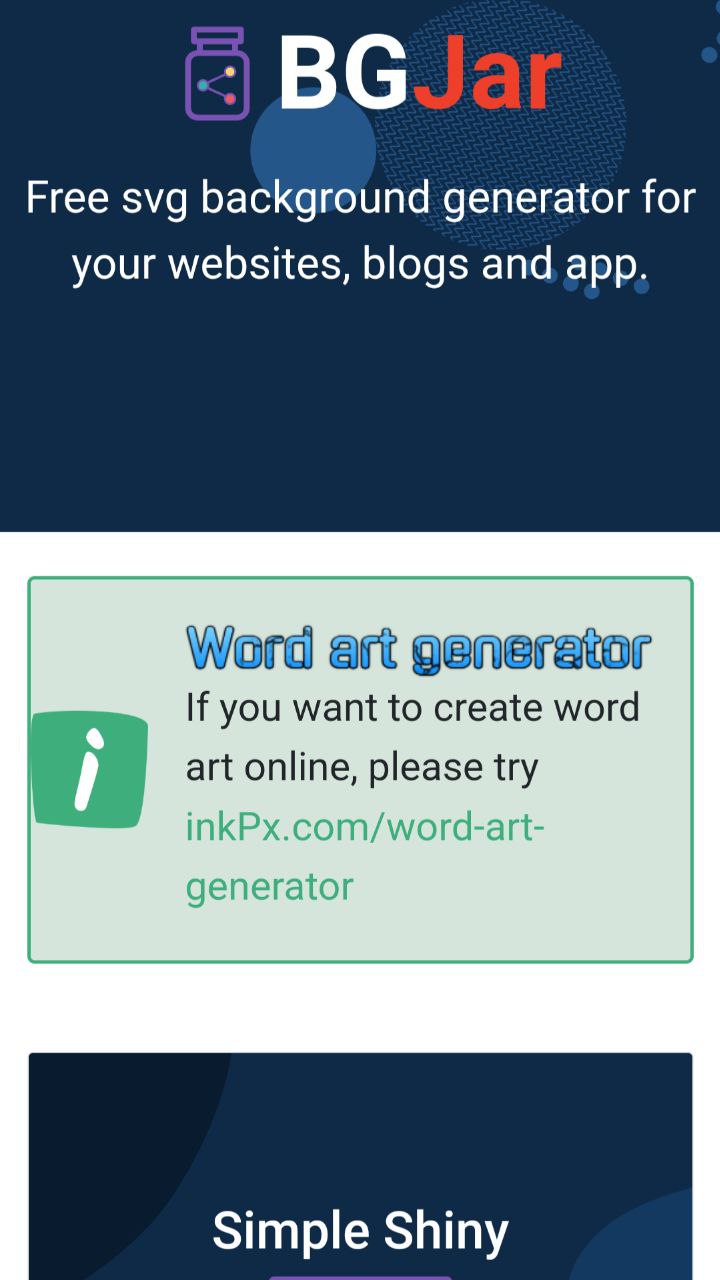 BGJar
Free svg background generator for
your websites, blogs and app.
Word art generator
If you want to create word
art online, please try
inkPx.com/word-art-
generator
Simple Shiny